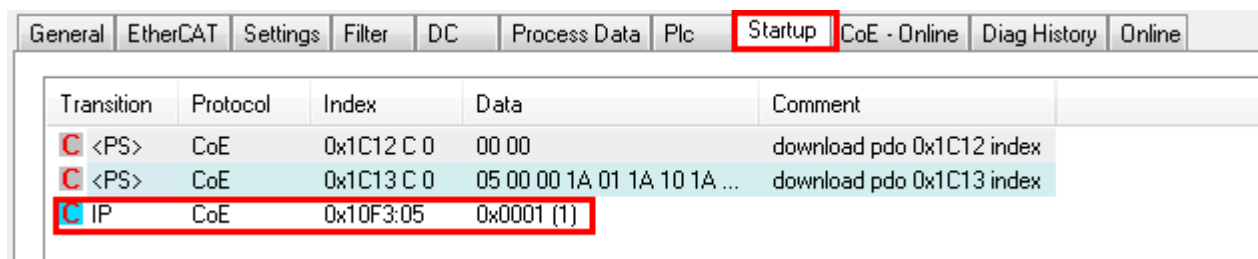 General EtherCAT Settings Filter DC Process Data Plc Startup CoE - Online Diag History Online
Transition Protocol Index Data Comment
C <PS> CoE 0x1C12 C 0 00 00 download pdo 0x1C12 index
C <PS> CoE 0x1C13 C 0 05 00 00 1A 01 1A 10 1A ... download pdo 0x1C13 index
C IP CoE 0x10F3:05 0x0001 (1)